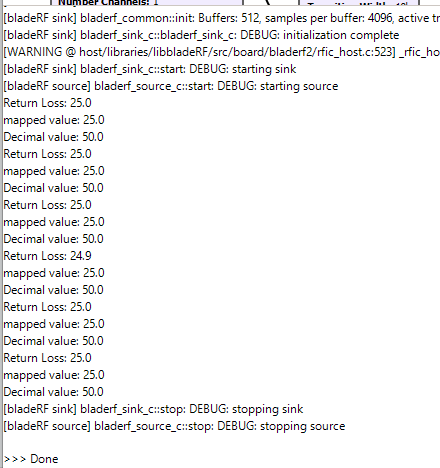 Number Channels: 1
[bladeRF sink] bladerf_common::init: Buffers: 512, samples per buffer: 4096, active tr
[bladeRF sink] bladerf_sink_c::bladerf_sink_c: DEBUG: initialization complete
[WARNING @ host/libraries/libbladeRF/src/board/bladerf2/rfic_host.c:523] _rfic_ho
[bladeRF sink] bladerf_sink_c::start: DEBUG: starting sink
[bladeRF source] bladerf_source_c::start: DEBUG: starting source
Return Loss: 25.0
mapped value: 25.0
Decimal value: 50.0
Return Loss: 25.0
mapped value: 25.0
Decimal value: 50.0
Return Loss: 25.0
mapped value: 25.0
Decimal value: 50.0
Return Loss: 24.9
mapped value: 25.0
Decimal value: 50.0
Return Loss: 25.0
mapped value: 25.0
Decimal value: 50.0
Return Loss: 25.0
mapped value: 25.0
Decimal value: 50.0
[bladeRF sink] bladerf_sink_c::stop: DEBUG: stopping sink
[bladeRF source] bladerf_source_c::stop: DEBUG: stopping source
>>> Done